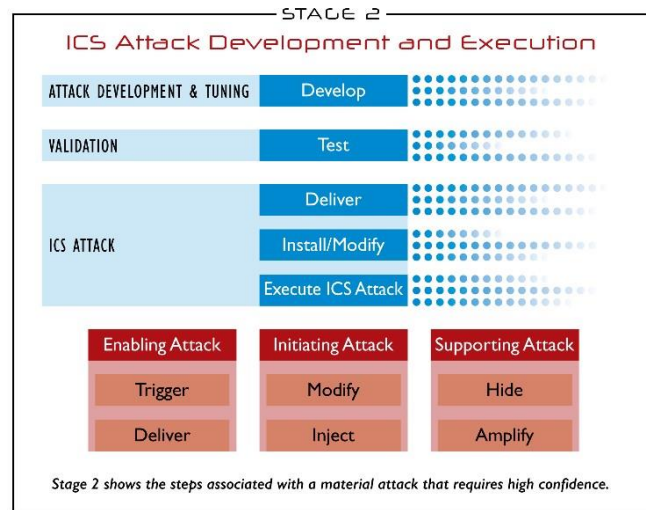 STAGE 2
ICS Attack Development and Execution
ATTACK DEVELOPMENT & TUNING
Develop
VALIDATION
Test
ICS ATTACK
Deliver
Install/Modify
Execute ICS Attack
Enabling Attack
Initiating Attack
Supporting Attack
Trigger
Modify
Hide
Deliver
Inject
Amplify
Stage 2 shows the steps associated with a material attack that requires high confidence.